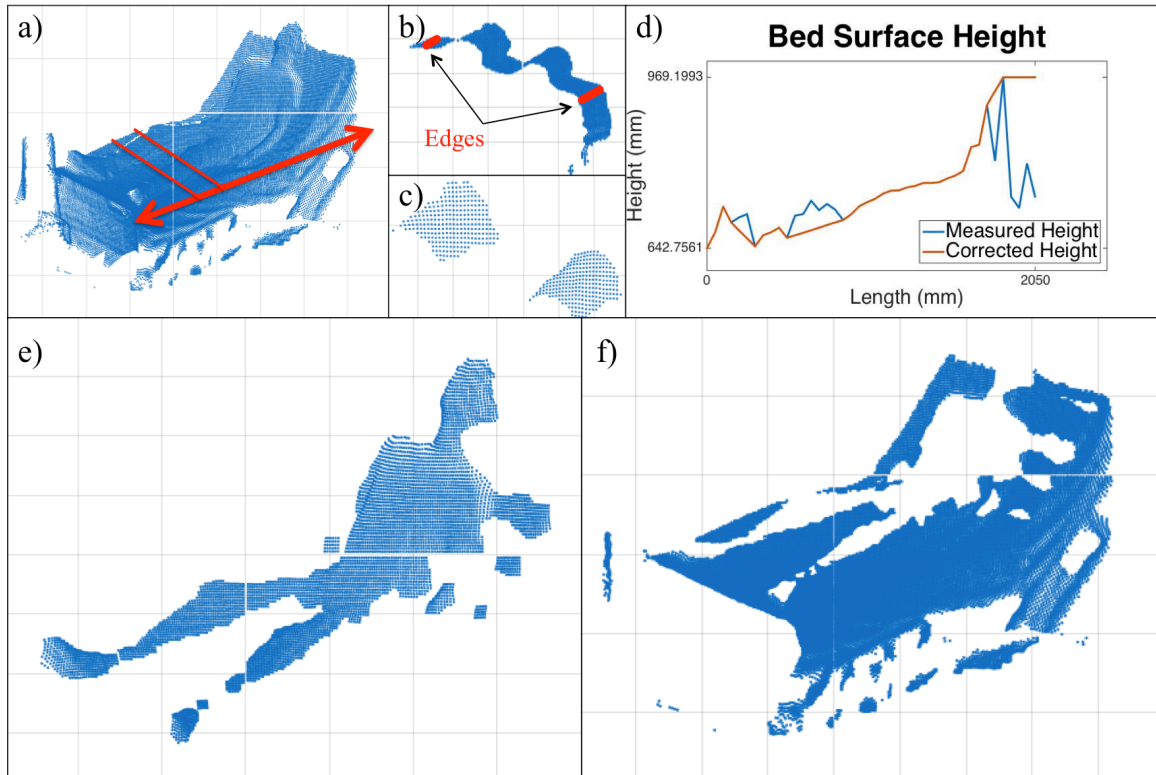 a)
b)
Edges
c)
d)
Bed Surface Height
969.1993
Height (mm)
642.7561
Measured Height
Corrected Height
0
2050
Length (mm)
e)
f)